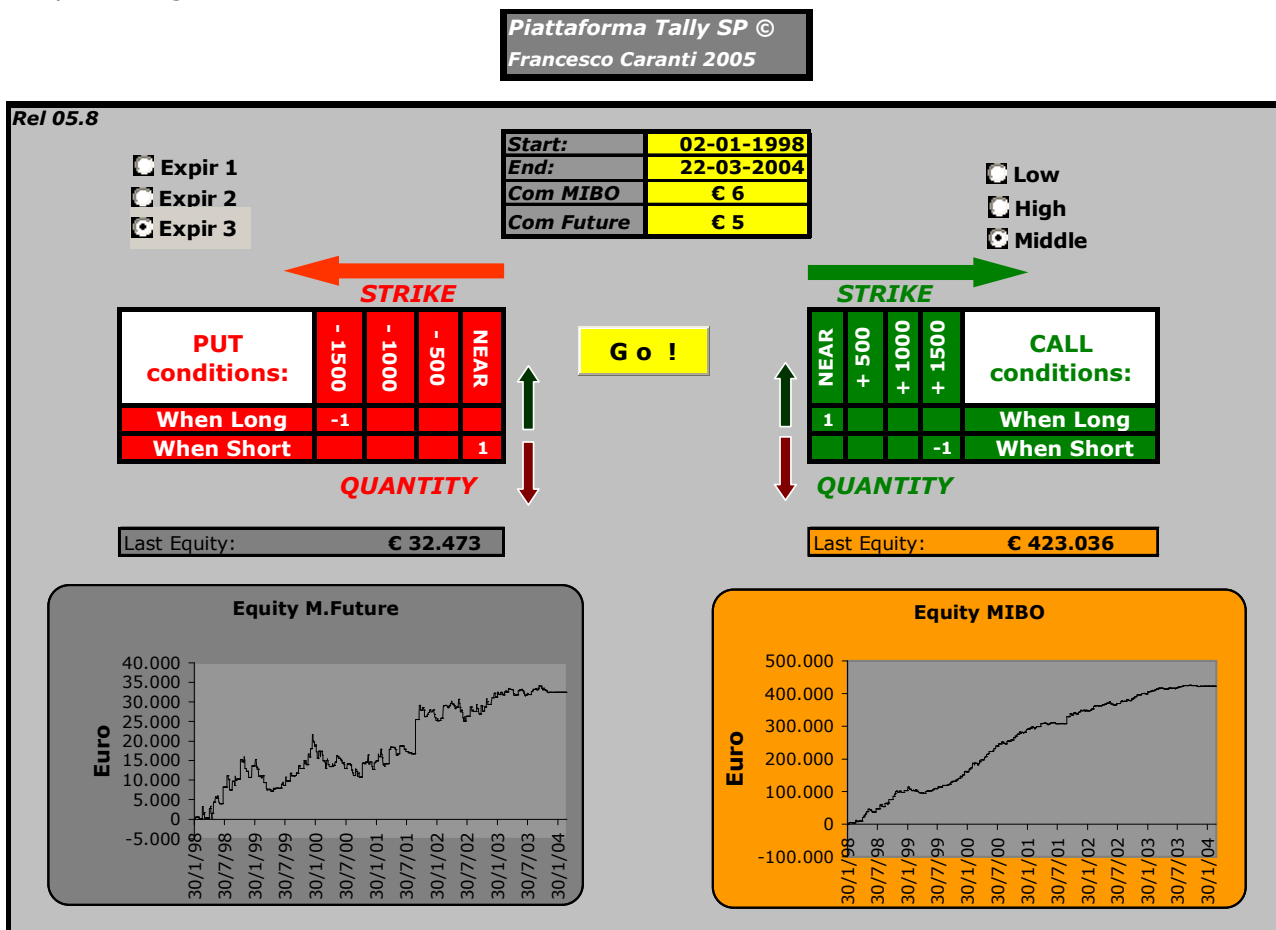 Piattaforma Tally SP ©
Francesco Caranti 2005
Rel 05.8
Expir 1
Expir 2
Expir 3
Start: 02-01-1998
End: 22-03-2004
Com MIBO € 6
Com Future € 5
Low
High
Middle
STRIKE
PUT conditions: - 1500 - 1000 - 500 NEAR
When Long -1
When Short 1
QUANTITY
G o !
STRIKE
NEAR + 500 + 1000 + 1500 CALL conditions:
1 When Long
-1 When Short
QUANTITY
Last Equity: € 32.473
Last Equity: € 423.036
Equity M.Future
Euro
40.000
35.000
30.000
25.000
20.000
15.000
10.000
5.000
0
-5.000
30/1/98 30/7/98 30/1/99 30/7/99 30/1/00 30/7/00 30/1/01 30/7/01 30/1/02 30/7/02 30/1/03 30/7/03 30/1/04
Equity MIBO
Euro
500.000
400.000
300.000
200.000
100.000
0
-100.000
30/1/98 30/7/98 30/1/99 30/7/99 30/1/00 30/7/00 30/1/01 30/7/01 30/1/02 30/7/02 30/1/03 30/7/03 30/1/04